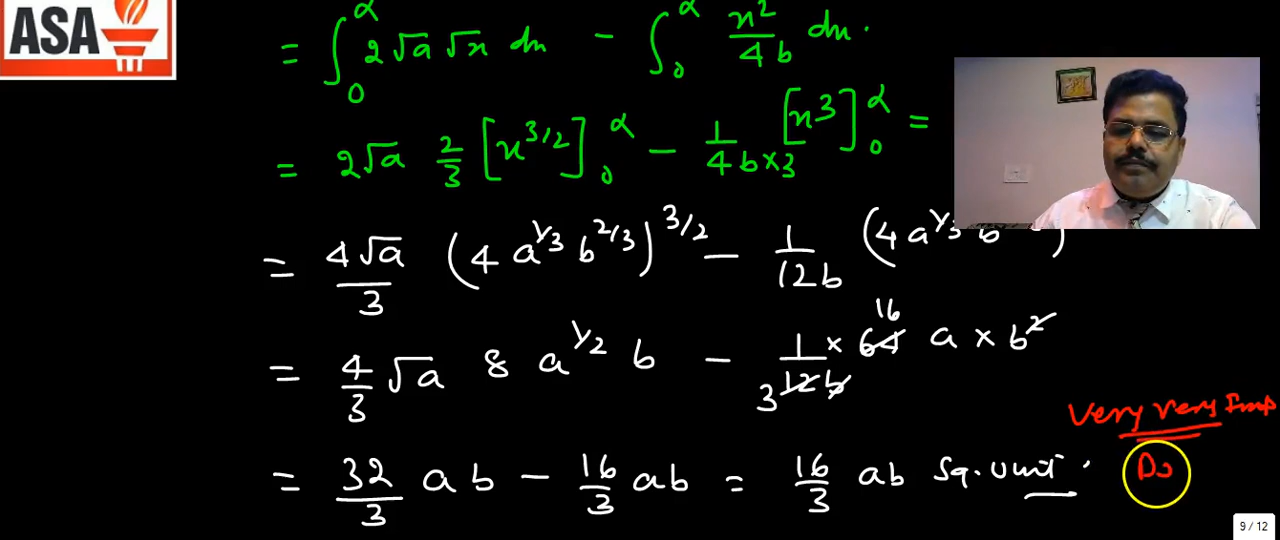 ASA
= ∫₀^α 2 √a √x dx − ∫₀^α x²/4b dx.
= 2√a 2/3 [x^3/2]₀^α − 1/4b×3 [x³]₀^α =
= 4√a/3 (4 a^1/3 b^2/3)^3/2 − 1/12b (4 a^1/3 b )
= 4/3 √a 8 a^1/2 b − 1/12b × 64 a × b² 16 3
Very Very Imp
= 32/3 ab − 16/3 ab = 16/3 ab Sq. unit. Do
9 / 12